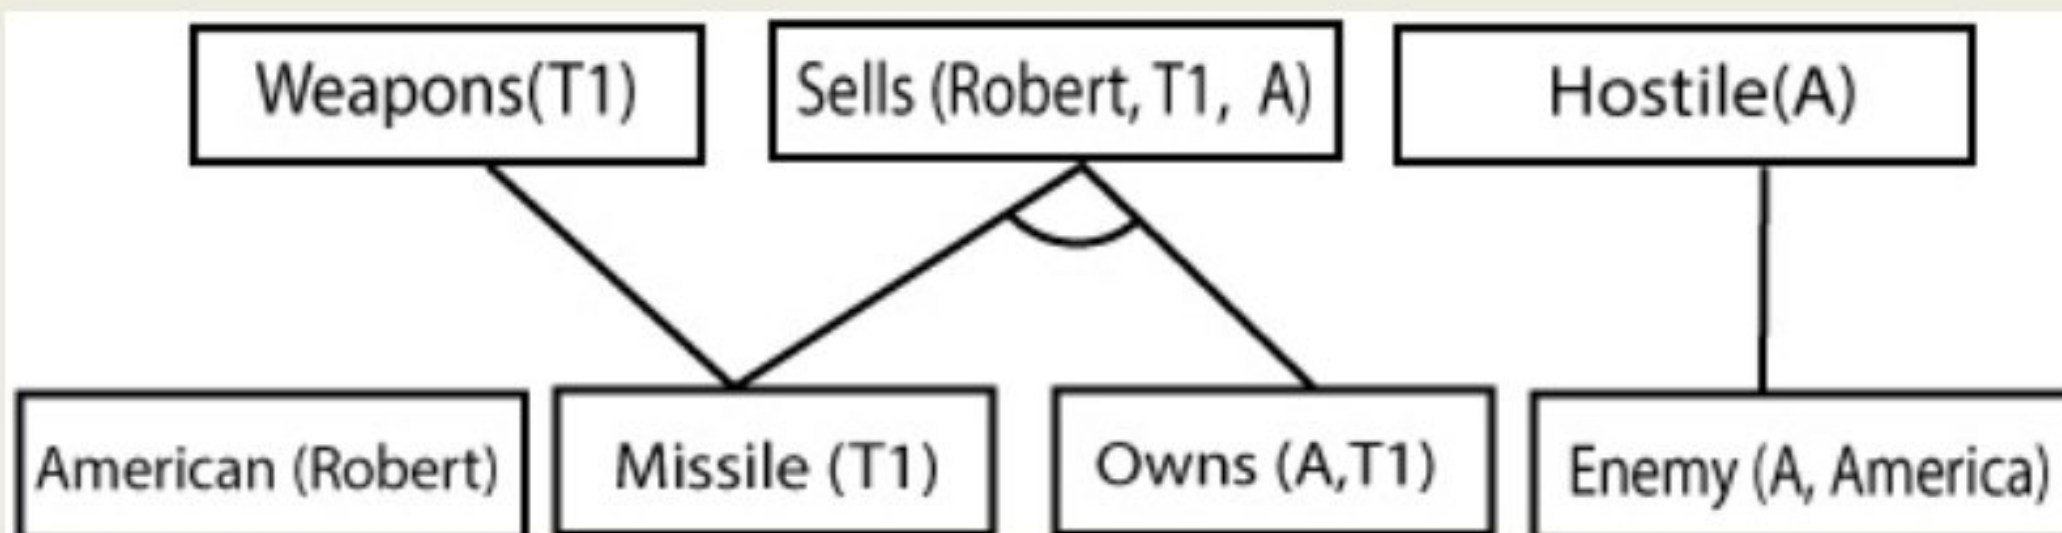 Weapons(T1)
Sells (Robert, T1, A)
Hostile(A)
American (Robert)
Missile (T1)
Owns (A,T1)
Enemy (A, America)